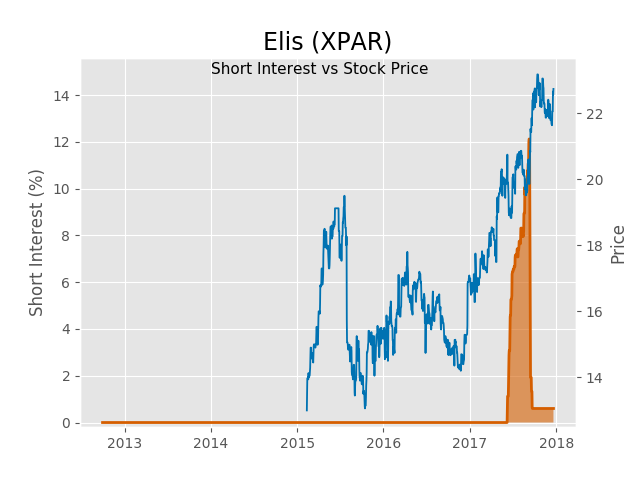 Elis (XPAR)
Short Interest vs Stock Price
Short Interest (%)
14
12
10
8
6
4
2
0
22
20
18
16
14
Price
2013 2014 2015 2016 2017 2018